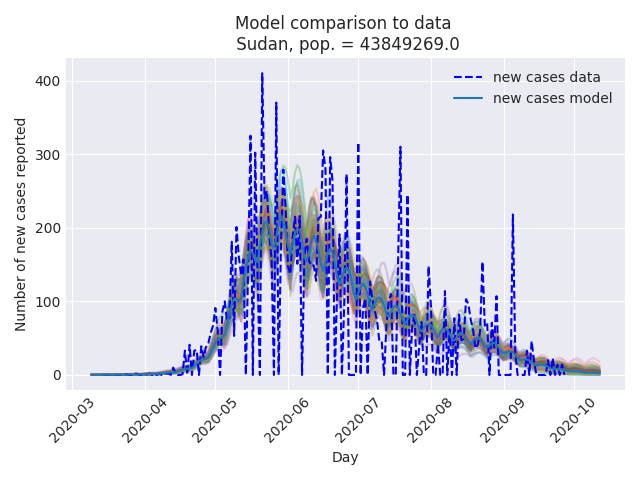 Model comparison to data
Sudan, pop. = 43849269.0
new cases data
new cases model
Number of new cases reported
400
300
200
100
0
2020-03
2020-04
2020-05
2020-06
2020-07
2020-08
2020-09
2020-10
Day